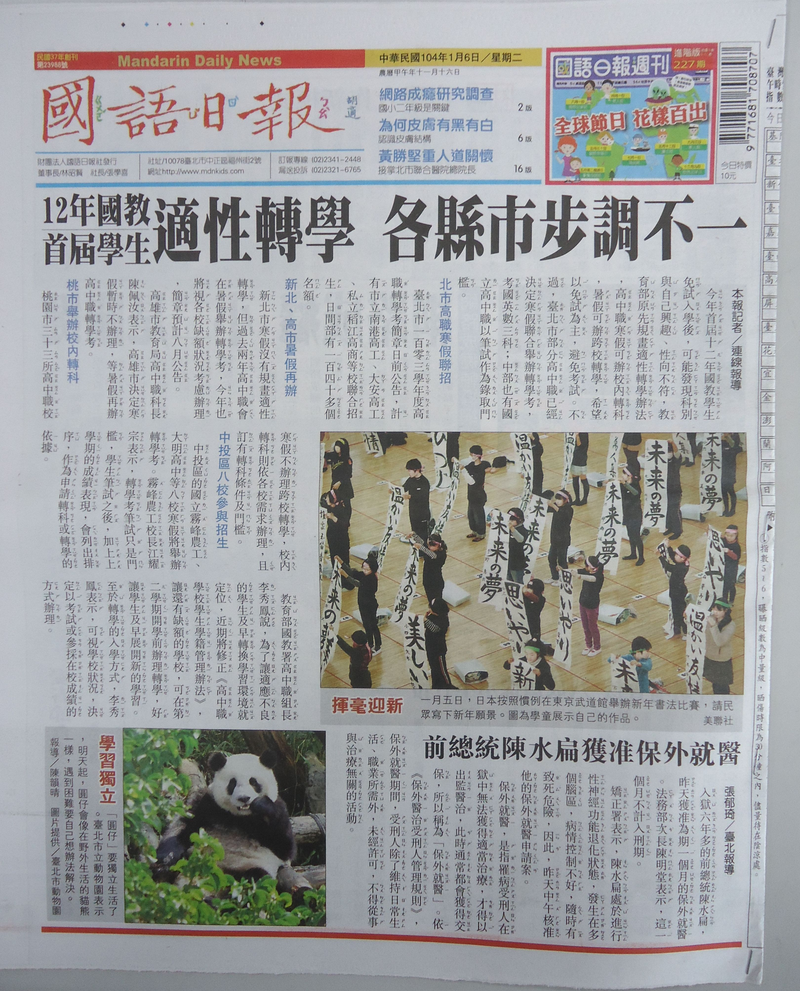 民國37年創刊
第23988號
Mandarin Daily News
中華民國104年1月6日／星期二
農曆甲午年十一月十六日
國語日報
胡適
網路成癮研究調查
國小二年級是關鍵 2版
為何皮膚有黑有白
認識皮膚結構 6版
黃勝堅重人道關懷
接掌北市聯合醫院總院長 16版
語日報週刊
進階版
227期
全球節日 花樣百出
9771681708707
今日特價
10元
財團法人國語日報社發行
董事長/林昭賢 社長/張學喜
社址/10078臺北市中正區福州街2號
網址http://www.mdnkids.com
訂報專線 (02)2341-2448
漏送投訴 (02)2321-6765
12年國教
首屆學生
適性轉學 各縣市步調不一
本報記者／連線報導
今年首屆十二年國教學生
免試入學後，可能發現科別
與自己興趣、性向不符，教
育部原先規畫適性轉學辦法
，高中職寒假可辦校內轉科
，暑假可辦跨校轉學，希望
以免試為主，避免考試。不
過，臺北市部分高中職已經
決定寒假聯合舉辦轉學考，
考國英數三科；中部也有國
立高中職以筆試作為錄取門
檻。
北市高職寒假聯招
臺北市一百零三學年度高
職轉學考簡章日前公告，計
有市立南港高工、大安高工
、私立稻江高商等校聯合招
生，日間部有一百四十多個
名額。
新北、高市暑假再辦
新北市寒假沒有規畫適性
轉學，但過去兩年高中職會
在暑假舉辦轉學考，今年也
將視各校缺額狀況考慮辦理
，簡章預計八月公告。
高雄市教育局高中職科長
陳佩汝表示，高雄市決定寒
假暫時不辦理，等暑假再辦
高中職轉學考。
桃市舉辦校內轉科
桃園市三十三所高中職校
寒假不辦理跨校轉學，校內
轉科則依各校需求辦理，且
訂有轉科條件及門檻。
中投區八校參與招生
中投區的國立霧峰農工、
大明高中等八校寒假將舉辦
轉學考。霧峰農工校長江耀
宗表示，轉學考筆試只是門
檻，學生筆試之後，加上上
學期的成績表現，會列出排
序，作為申請轉科或轉學的
依據。
教育部國教署高中職組長
李秀鳳說，為了讓適應不良
的學生及早轉換學習環境就
定位，近期將修正《高中職
學校學生學籍管理辦法》，
讓還有缺額的學校，可在第
二學期開學前辦理轉學，好
讓學生及早展開新的學習。
至於轉學的入學方式，李秀
鳳表示，可視學校狀況，決
定以考試或參採在校成績的
方式辦理。
未来の夢
温かい友情
思いやり
美しい
揮毫迎新
一月五日，日本按照慣例在東京武道館舉辦新年書法比賽，請民
眾寫下新年願景。圖為學童展示自己的作品。
美聯社
前總統陳水扁獲准保外就醫
張郁琦／臺北報導
入獄六年多的前總統陳水扁，
昨天獲准為期一個月的保外就醫
。法務部次長陳明堂表示，這一
個月不計入刑期。
矯正署表示，陳水扁處於進行
性神經功能退化狀態，發生在多
個腦區，病情控制不好，隨時有
致死危險，因此，昨天中午核准
他的保外就醫申請案。
保外就醫，是指罹病受刑人在
獄中無法獲得適當治療，才得以
出監醫治，此時通常都會獲得交
保，所以稱為「保外就醫」。依
《保外醫治受刑人管理規則》，
保外就醫期間，受刑人除了維持日常生
活、職業所需外，未經許可，不得從事
與治療無關的活動。
學習獨立
「圓仔」要獨立生活了
。臺北市立動物園表示
，明天起，圓仔會像在野外生活的貓熊
一樣，遇到困難要自己想辦法解決。
報導／陳韻晴 圖片提供／臺北市動物園